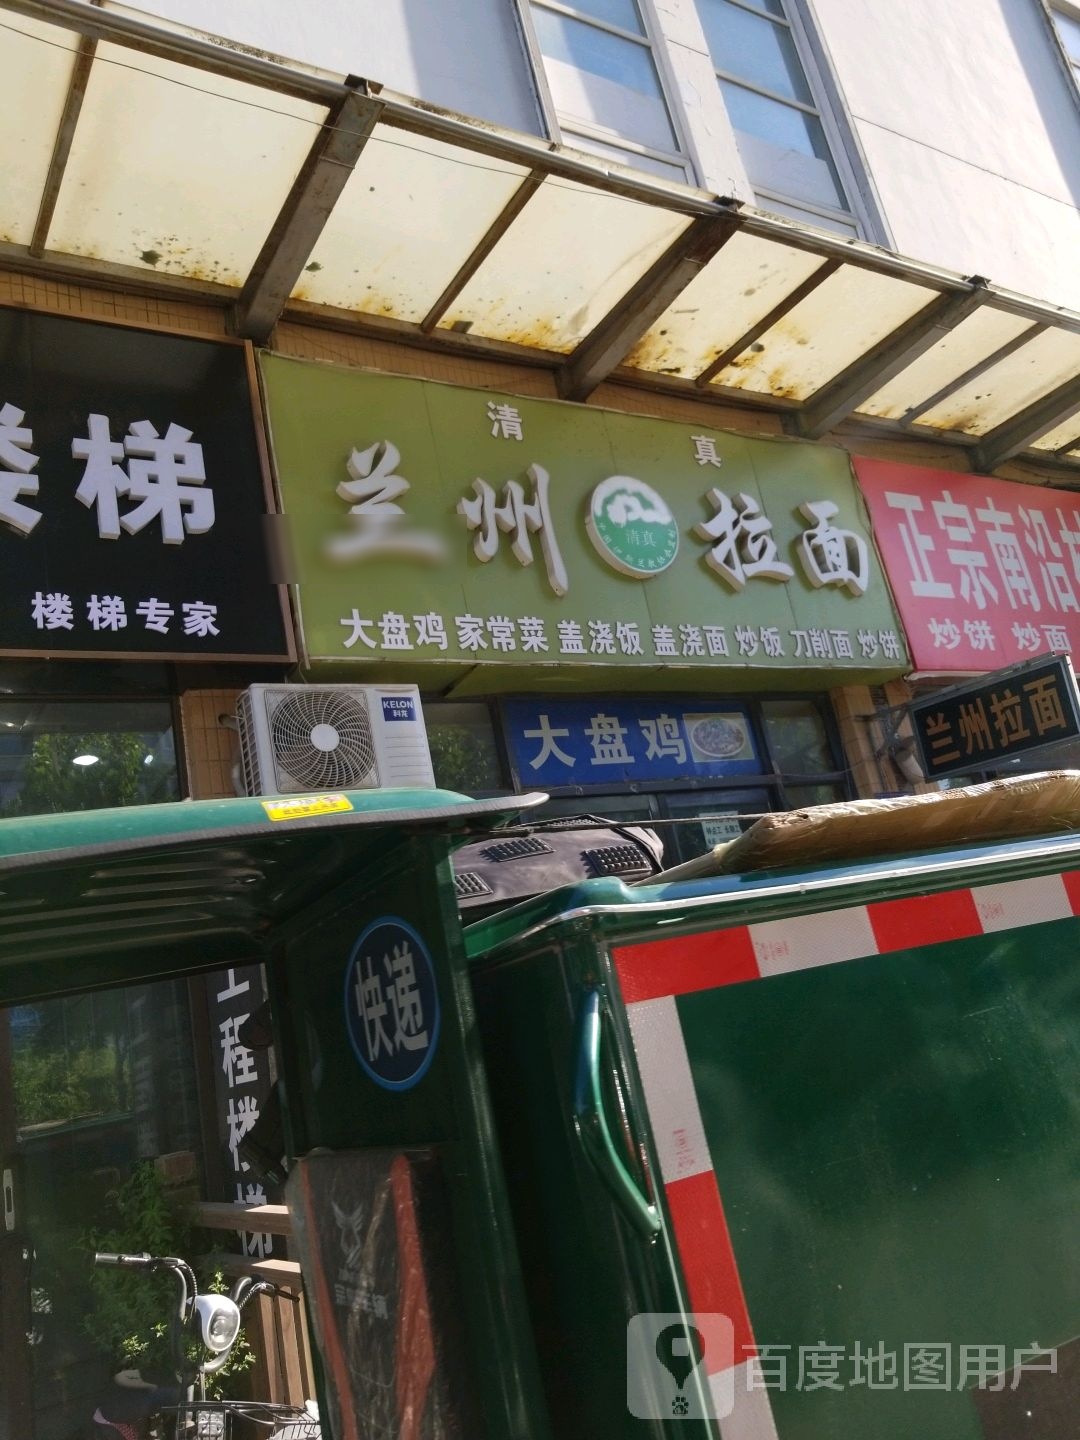 楼梯
楼梯专家
清真
兰州拉面
清真
大盘鸡 家常菜 盖浇饭 盖浇面 炒饭 刀削面 炒饼
正宗南沿村
炒饼 炒面
KELON
科龙
大盘鸡
兰州拉面
快递
工程楼梯
百度地图用户